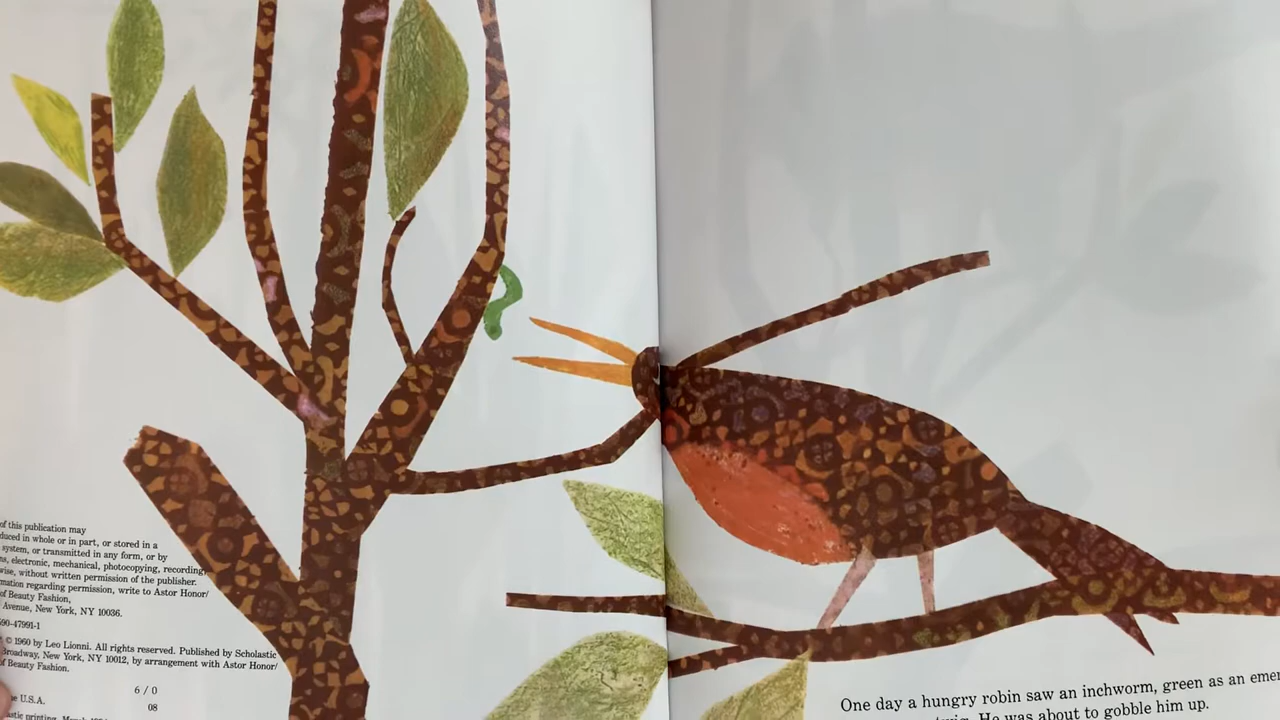 of this publication may
duced in whole or in part, or stored in a
system, or transmitted in any form, or by
ns, electronic, mechanical, photocopying, recording,
wise, without written permission of the publisher.
mation regarding permission, write to Astor Honor/
of Beauty Fashion,
Avenue, New York, NY 10036.
590-47991-1
© 1960 by Leo Lionni. All rights reserved. Published by Scholastic
Broadway, New York, NY 10012, by arrangement with Astor Honor/
of Beauty Fashion.
6 / 0
08
he U.S.A.
One day a hungry robin saw an inchworm, green as an emer
He was about to gobble him up.